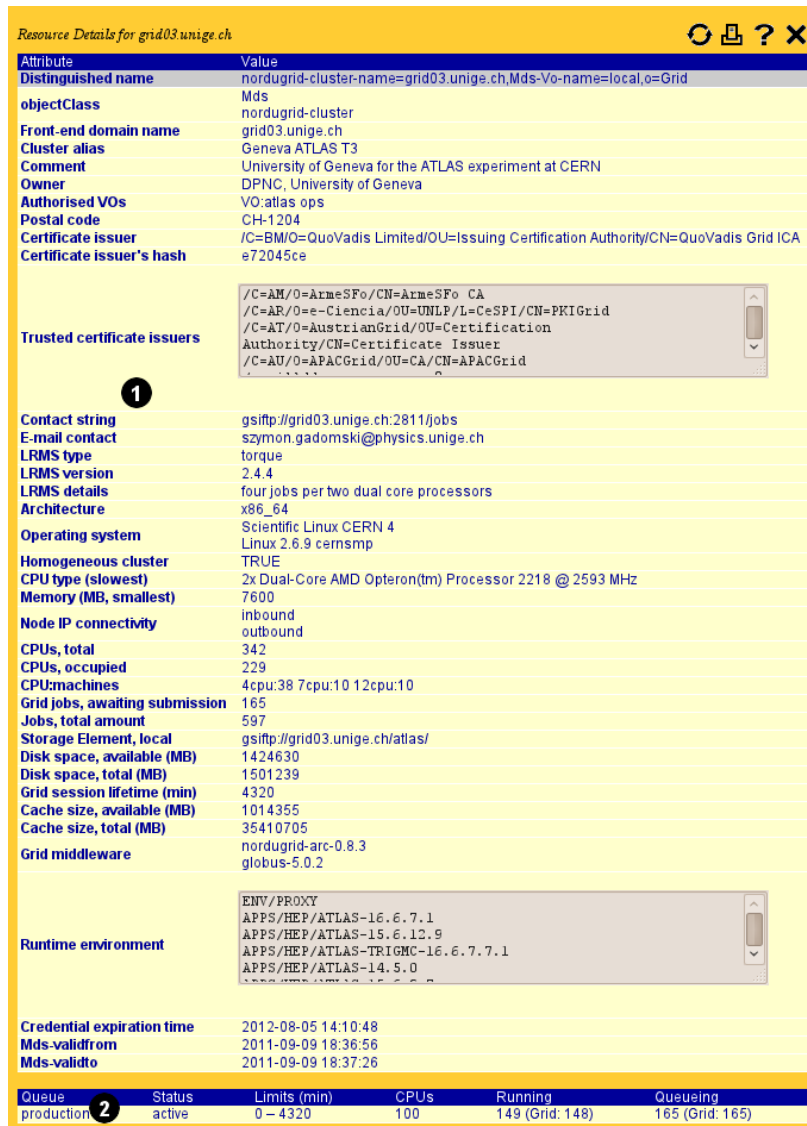 Resource Details for grid03.unige.ch
Attribute Value
Distinguished name nordugrid-cluster-name=grid03.unige.ch,Mds-Vo-name=local,o=Grid
objectClass Mds
nordugrid-cluster
Front-end domain name grid03.unige.ch
Cluster alias Geneva ATLAS T3
Comment University of Geneva for the ATLAS experiment at CERN
Owner DPNC, University of Geneva
Authorised VOs VO:atlas ops
Postal code CH-1204
Certificate issuer /C=BM/O=QuoVadis Limited/OU=Issuing Certification Authority/CN=QuoVadis Grid ICA
Certificate issuer's hash e72045ce
Trusted certificate issuers
/C=AM/O=ArmeSFo/CN=ArmeSFo CA
/C=AR/O=e-Ciencia/OU=UNLP/L=CeSPI/CN=PKIGrid
/C=AT/O=AustrianGrid/OU=Certification
Authority/CN=Certificate Issuer
/C=AU/O=APACGrid/OU=CA/CN=APACGrid
1
Contact string gsiftp://grid03.unige.ch:2811/jobs
E-mail contact szymon.gadomski@physics.unige.ch
LRMS type torque
LRMS version 2.4.4
LRMS details four jobs per two dual core processors
Architecture x86_64
Operating system Scientific Linux CERN 4
Linux 2.6.9 cernsmp
Homogeneous cluster TRUE
CPU type (slowest) 2x Dual-Core AMD Opteron(tm) Processor 2218 @ 2593 MHz
Memory (MB, smallest) 7600
Node IP connectivity inbound
outbound
CPUs, total 342
CPUs, occupied 229
CPU:machines 4cpu:38 7cpu:10 12cpu:10
Grid jobs, awaiting submission 165
Jobs, total amount 597
Storage Element, local gsiftp://grid03.unige.ch/atlas/
Disk space, available (MB) 1424630
Disk space, total (MB) 1501239
Grid session lifetime (min) 4320
Cache size, available (MB) 1014355
Cache size, total (MB) 35410705
Grid middleware nordugrid-arc-0.8.3
globus-5.0.2
Runtime environment
ENV/PROXY
APPS/HEP/ATLAS-16.6.7.1
APPS/HEP/ATLAS-15.6.12.9
APPS/HEP/ATLAS-TRIGMC-16.6.7.7.1
APPS/HEP/ATLAS-14.5.0
Credential expiration time 2012-08-05 14:10:48
Mds-validfrom 2011-09-09 18:36:56
Mds-validto 2011-09-09 18:37:26
Queue Status Limits (min) CPUs Running Queueing
production 2 active 0 – 4320 100 149 (Grid: 148) 165 (Grid: 165)